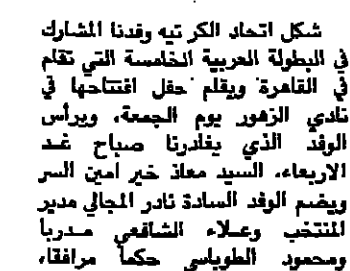 شكل اتحاد الكراتيه وفدنا المشارك
في البطولة العربية الخامسة التي تقام
في القاهرة ويقام حفل افتتاحها في
نادي الزهور يوم الجمعة، ويرأس
الوفد الذي يغادرنا صباح غد
الاربعاء، السيد معاذ خير امين السر
ويضم الوفد السادة نادر المجالي مدير
المنتخب وعلاء الشافعي مدربا
ومحمود الطوباسي حكما مرافقا،